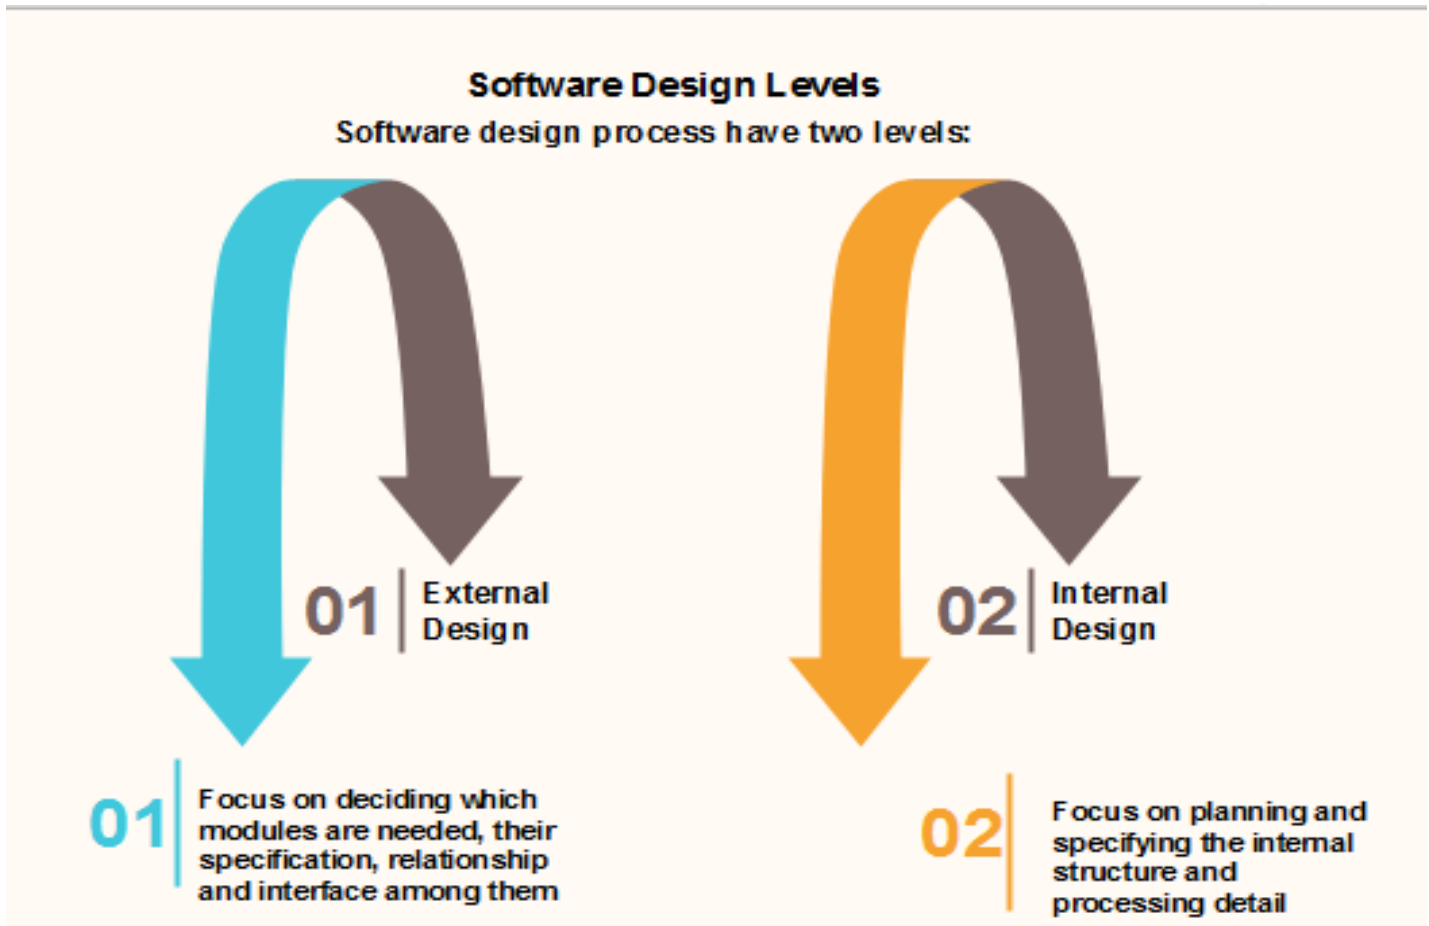 Software Design Levels
Software design process have two levels:
01
External
Design
02
Internal
Design
01
Focus on deciding which
modules are needed, their
specification, relationship
and interface among them
02
Focus on planning and
specifying the internal
structure and
processing detail